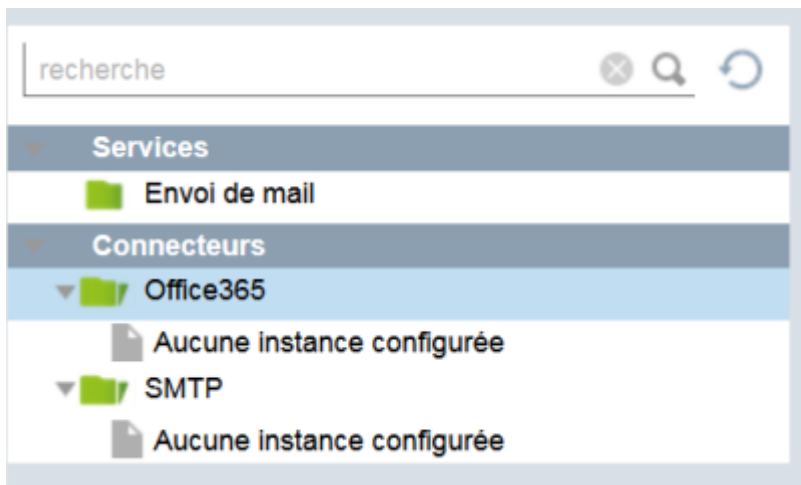 recherche
Services
Envoi de mail
Connecteurs
Office365
Aucune instance configurée
SMTP
Aucune instance configurée